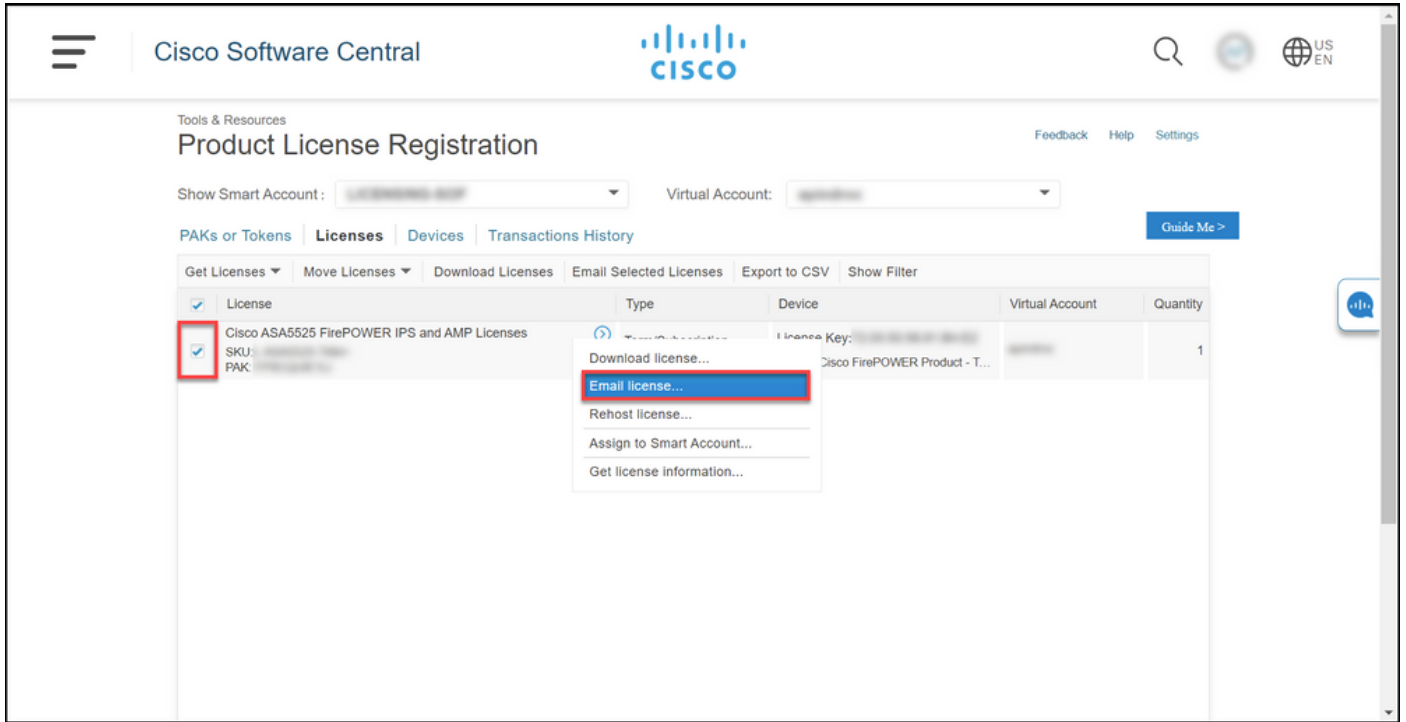 Cisco Software Central
CISCO
US
EN
Tools & Resources
Product License Registration
Feedback Help Settings
Show Smart Account : Virtual Account:
PAKs or Tokens Licenses Devices Transactions History
Guide Me >
Get Licenses Move Licenses Download Licenses Email Selected Licenses Export to CSV Show Filter
License Type Device Virtual Account Quantity
Cisco ASA5525 FirePOWER IPS and AMP Licenses License Key:
SKU: 1
PAK: Cisco FirePOWER Product - T...
Download license...
Email license...
Rehost license...
Assign to Smart Account...
Get license information...